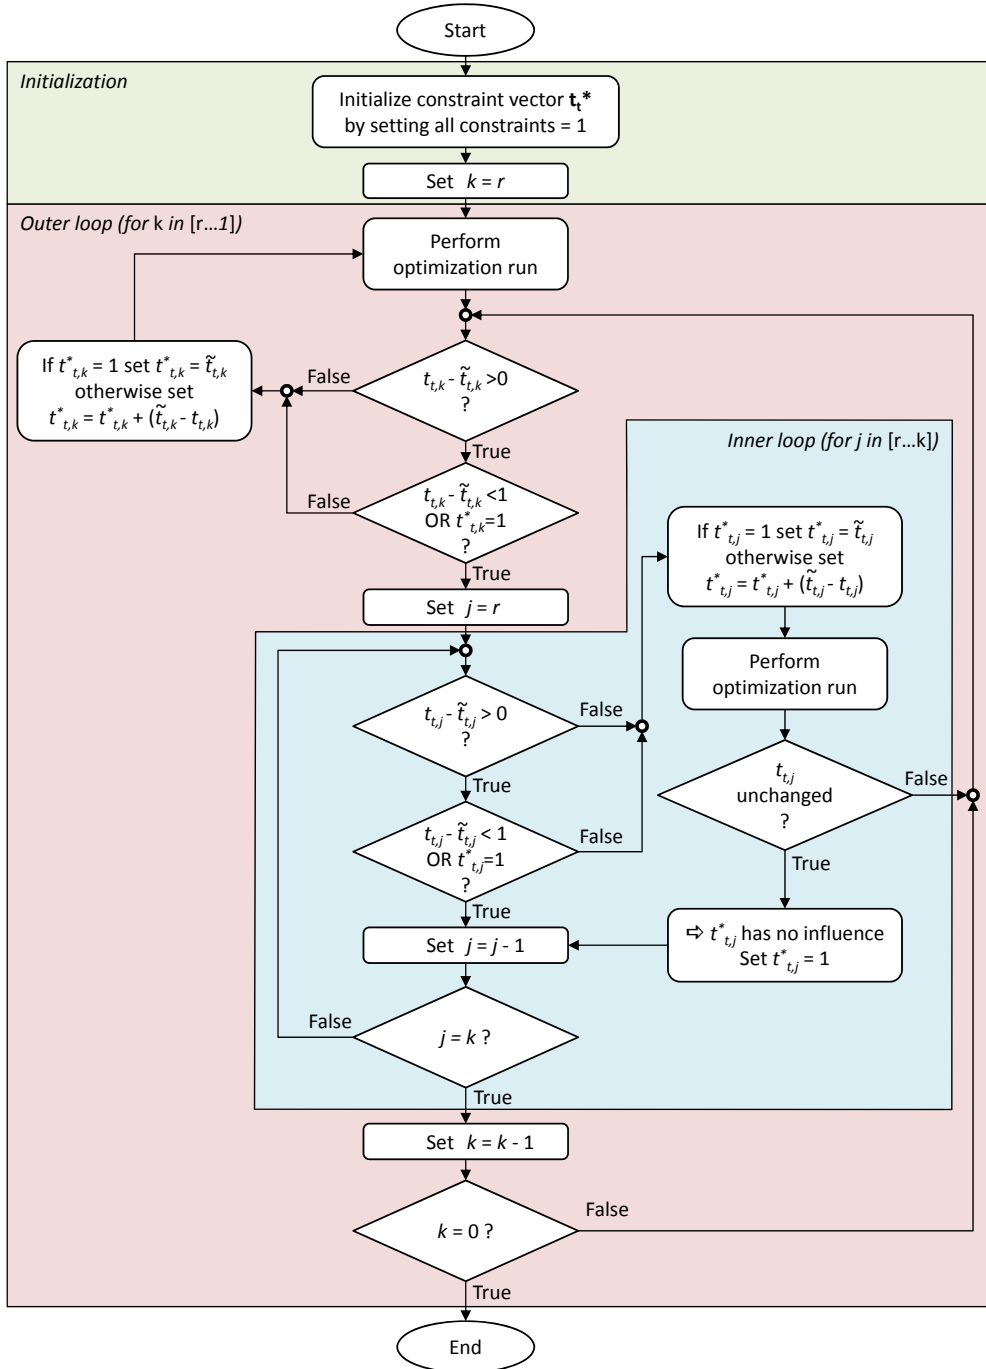 Start
Initialization
Initialize constraint vector t_t*
by setting all constraints = 1
Set k = r
Outer loop (for k in [r...1])
Perform
optimization run
If t*_t,k = 1 set t*_t,k = t̃_t,k
otherwise set
t*_t,k = t*_t,k + (t̃_t,k - t_t,k)
False
t_t,k - t̃_t,k >0
?
True
Inner loop (for j in [r...k])
False
t_t,k - t̃_t,k <1
OR t*_t,k=1
?
True
If t*_t,j = 1 set t*_t,j = t̃_t,j
otherwise set
t*_t,j = t*_t,j + (t̃_t,j - t_t,j)
Set j = r
Perform
optimization run
t_t,j - t̃_t,j > 0
?
False
True
t_t,j
unchanged
?
False
True
t_t,j - t̃_t,j < 1
OR t*_t,j=1
?
False
True
⇨ t*_t,j has no influence
Set t*_t,j = 1
Set j = j - 1
False
j = k ?
True
Set k = k - 1
k = 0 ?
False
True
End